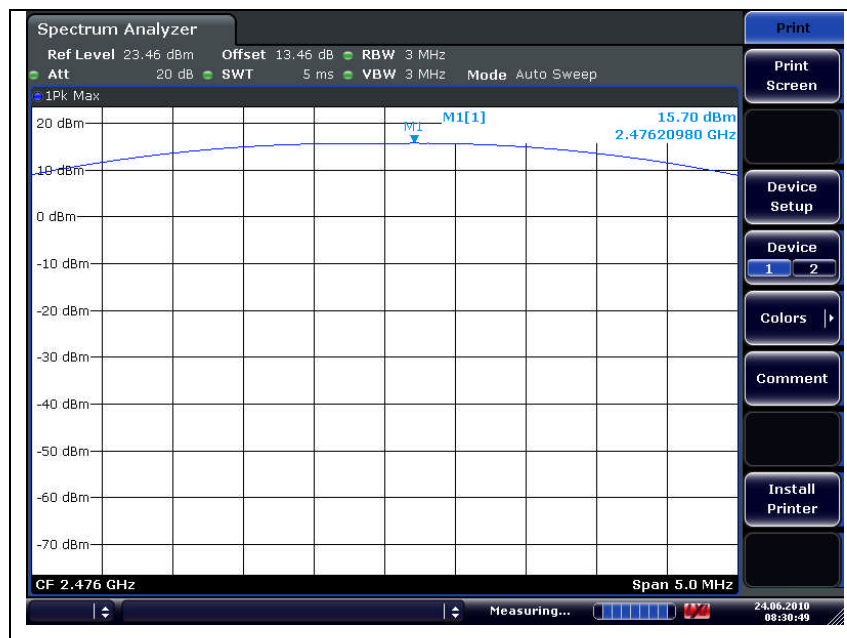 Spectrum Analyzer
Ref Level 23.46 dBm Offset 13.46 dB RBW 3 MHz
Att 20 dB SWT 5 ms VBW 3 MHz Mode Auto Sweep
1Pk Max
M1[1] 15.70 dBm
2.47620980 GHz
M1
20 dBm
10 dBm
0 dBm
-10 dBm
-20 dBm
-30 dBm
-40 dBm
-50 dBm
-60 dBm
-70 dBm
CF 2.476 GHz Span 5.0 MHz
Measuring...
24.06.2010
08:30:49
Print
Print
Screen
Device
Setup
Device
1 2
Colors
Comment
Install
Printer